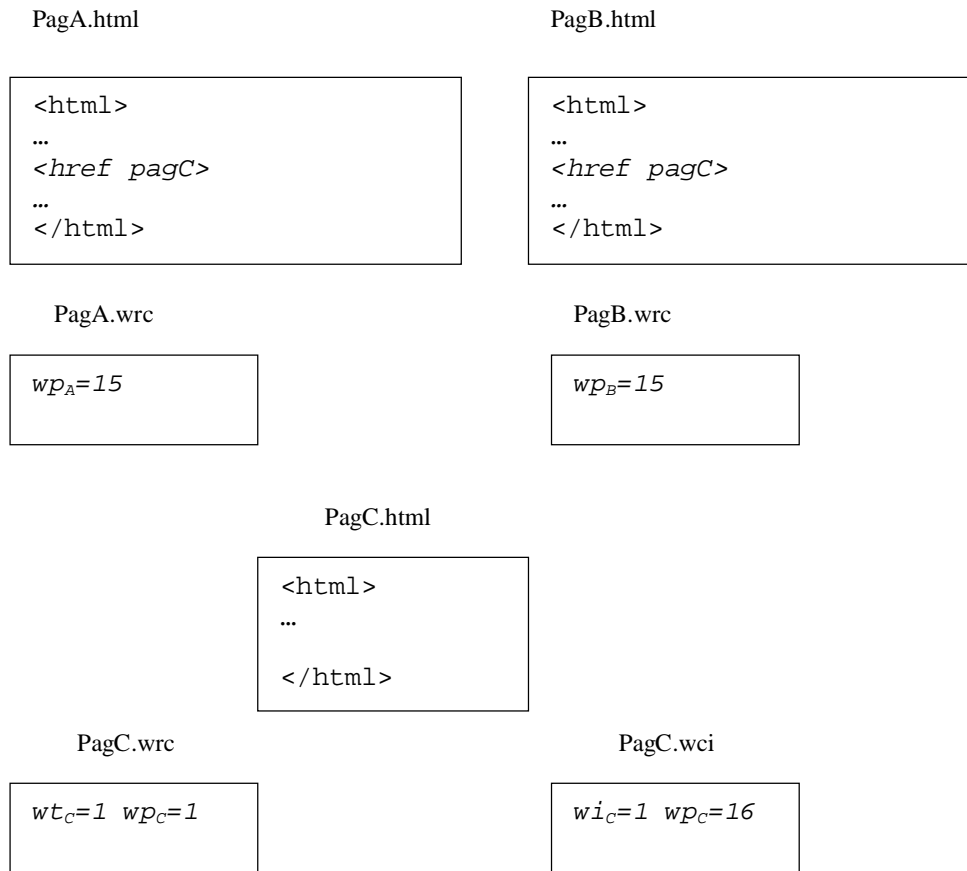 PagA.html
PagB.html
<html>
…
<href pagC>
…
</html>
<html>
…
<href pagC>
…
</html>
PagA.wrc
PagB.wrc
wpA=15
wpB=15
PagC.html
<html>
…
</html>
PagC.wrc
PagC.wci
wtC=1 wpC=1
wiC=1 wpC=16